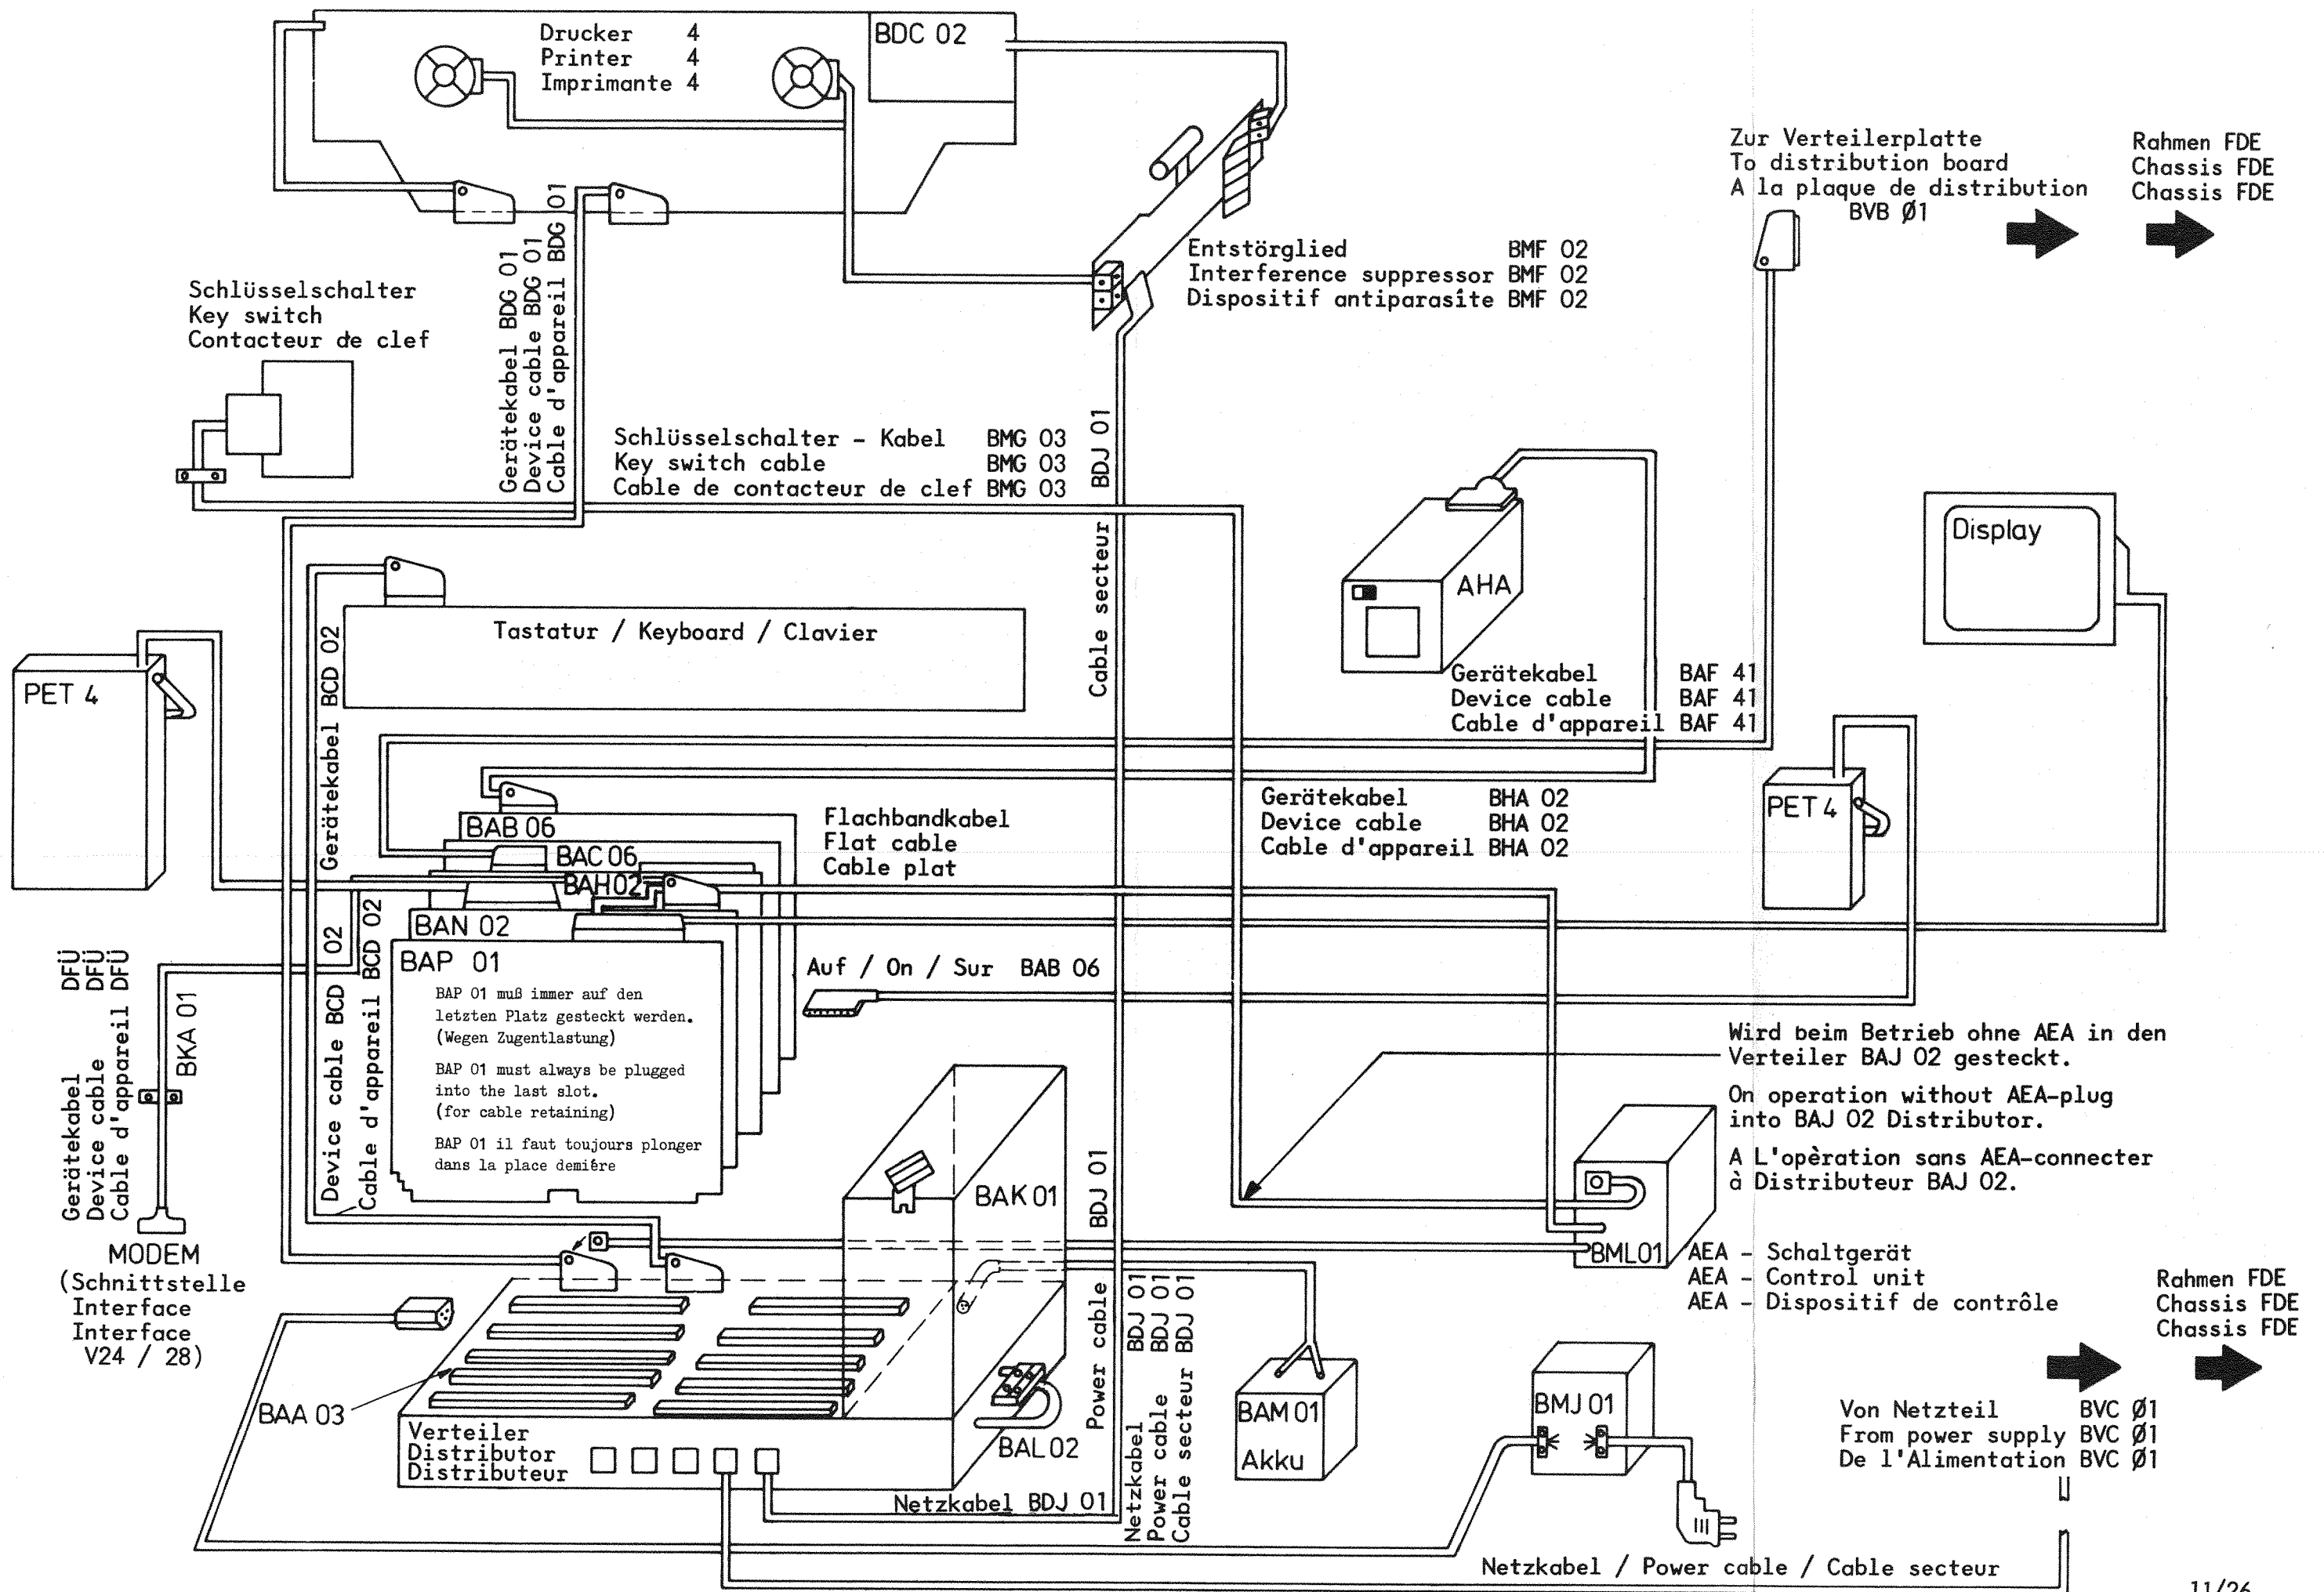 Drucker 4
Printer 4
Imprimante 4
BDC 02
Zur Verteilerplatte
To distribution board
A la plaque de distribution
BVB Ø1
Rahmen FDE
Chassis FDE
Chassis FDE
Entstörglied BMF 02
Interference suppressor BMF 02
Dispositif antiparasîte BMF 02
Gerätekabel BDG 01
Device cable BDG 01
Cable d'appareil BDG 01
Schlüsselschalter
Key switch
Contacteur de clef
Schlüsselschalter - Kabel BMG 03
Key switch cable BMG 03
Cable de contacteur de clef BMG 03
Cable secteur BDJ 01
AHA
Display
Tastatur / Keyboard / Clavier
PET 4
Gerätekabel BCD 02
Gerätekabel BAF 41
Device cable BAF 41
Cable d'appareil BAF 41
PET 4
Gerätekabel BHA 02
Device cable BHA 02
Cable d'appareil BHA 02
Flachbandkabel
Flat cable
Cable plat
BAB 06
BAC 06
BAH 02
BAN 02
BAP 01
BAP 01 muß immer auf den
letzten Platz gesteckt werden.
(Wegen Zugentlastung)
BAP 01 must always be plugged
into the last slot.
(for cable retaining)
BAP 01 il faut toujours plonger
dans la place demiére
Auf / On / Sur BAB 06
Gerätekabel DFÜ
Device cable DFÜ
Cable d'appareil DFÜ
BKA 01
Device cable BCD 02
Cable d'appareil BCD 02
MODEM
(Schnittstelle
Interface
Interface
V24 / 28)
Wird beim Betrieb ohne AEA in den
Verteiler BAJ 02 gesteckt.
On operation without AEA-plug
into BAJ 02 Distributor.
A L'opèration sans AEA-connecter
à Distributeur BAJ 02.
BAK 01
BML01
AEA - Schaltgerät
AEA - Control unit
AEA - Dispositif de contrôle
Rahmen FDE
Chassis FDE
Chassis FDE
Power cable BDJ 01
Netzkabel BDJ 01
Power cable BDJ 01
Cable secteur BDJ 01
BAA 03
Verteiler
Distributor
Distributeur
BAL 02
BAM 01
Akku
BMJ 01
Von Netzteil BVC Ø1
From power supply BVC Ø1
De l'Alimentation BVC Ø1
Netzkabel BDJ 01
Netzkabel / Power cable / Cable secteur
11/26